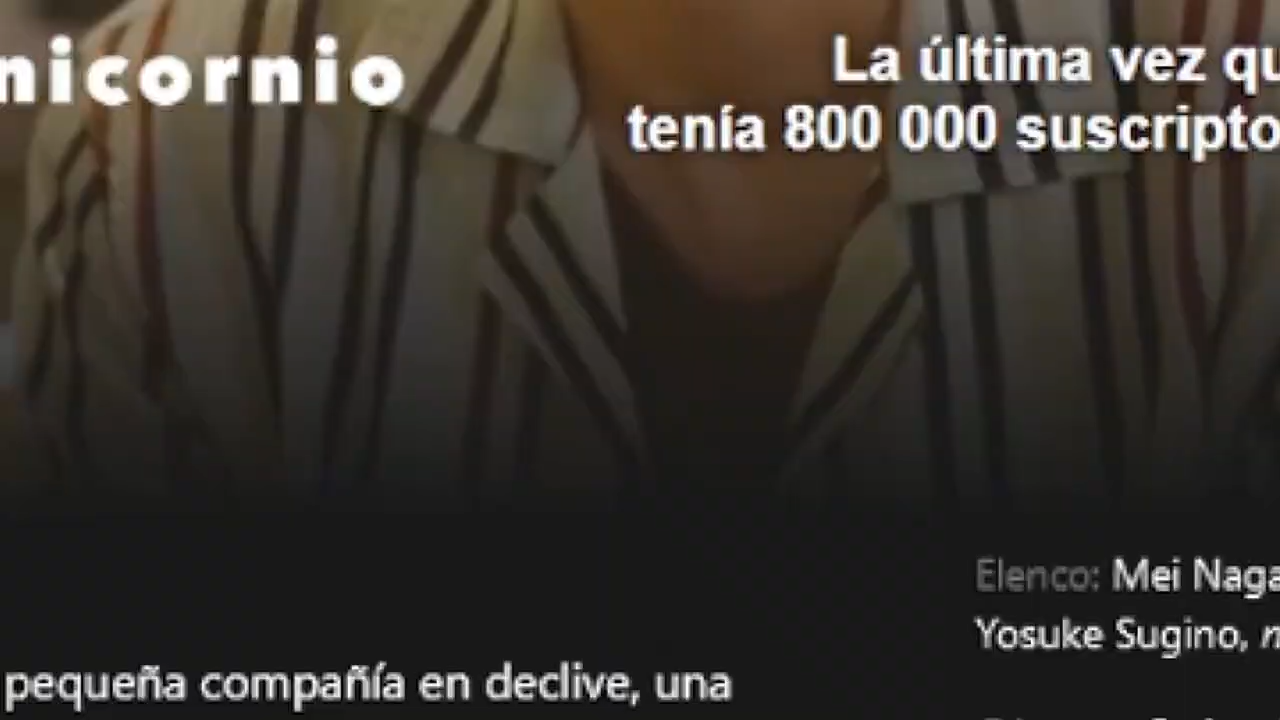 nicornio
La última vez qu
tenía 800 000 suscripto
Elenco: Mei Naga
Yosuke Sugino,
pequeña compañía en declive, una